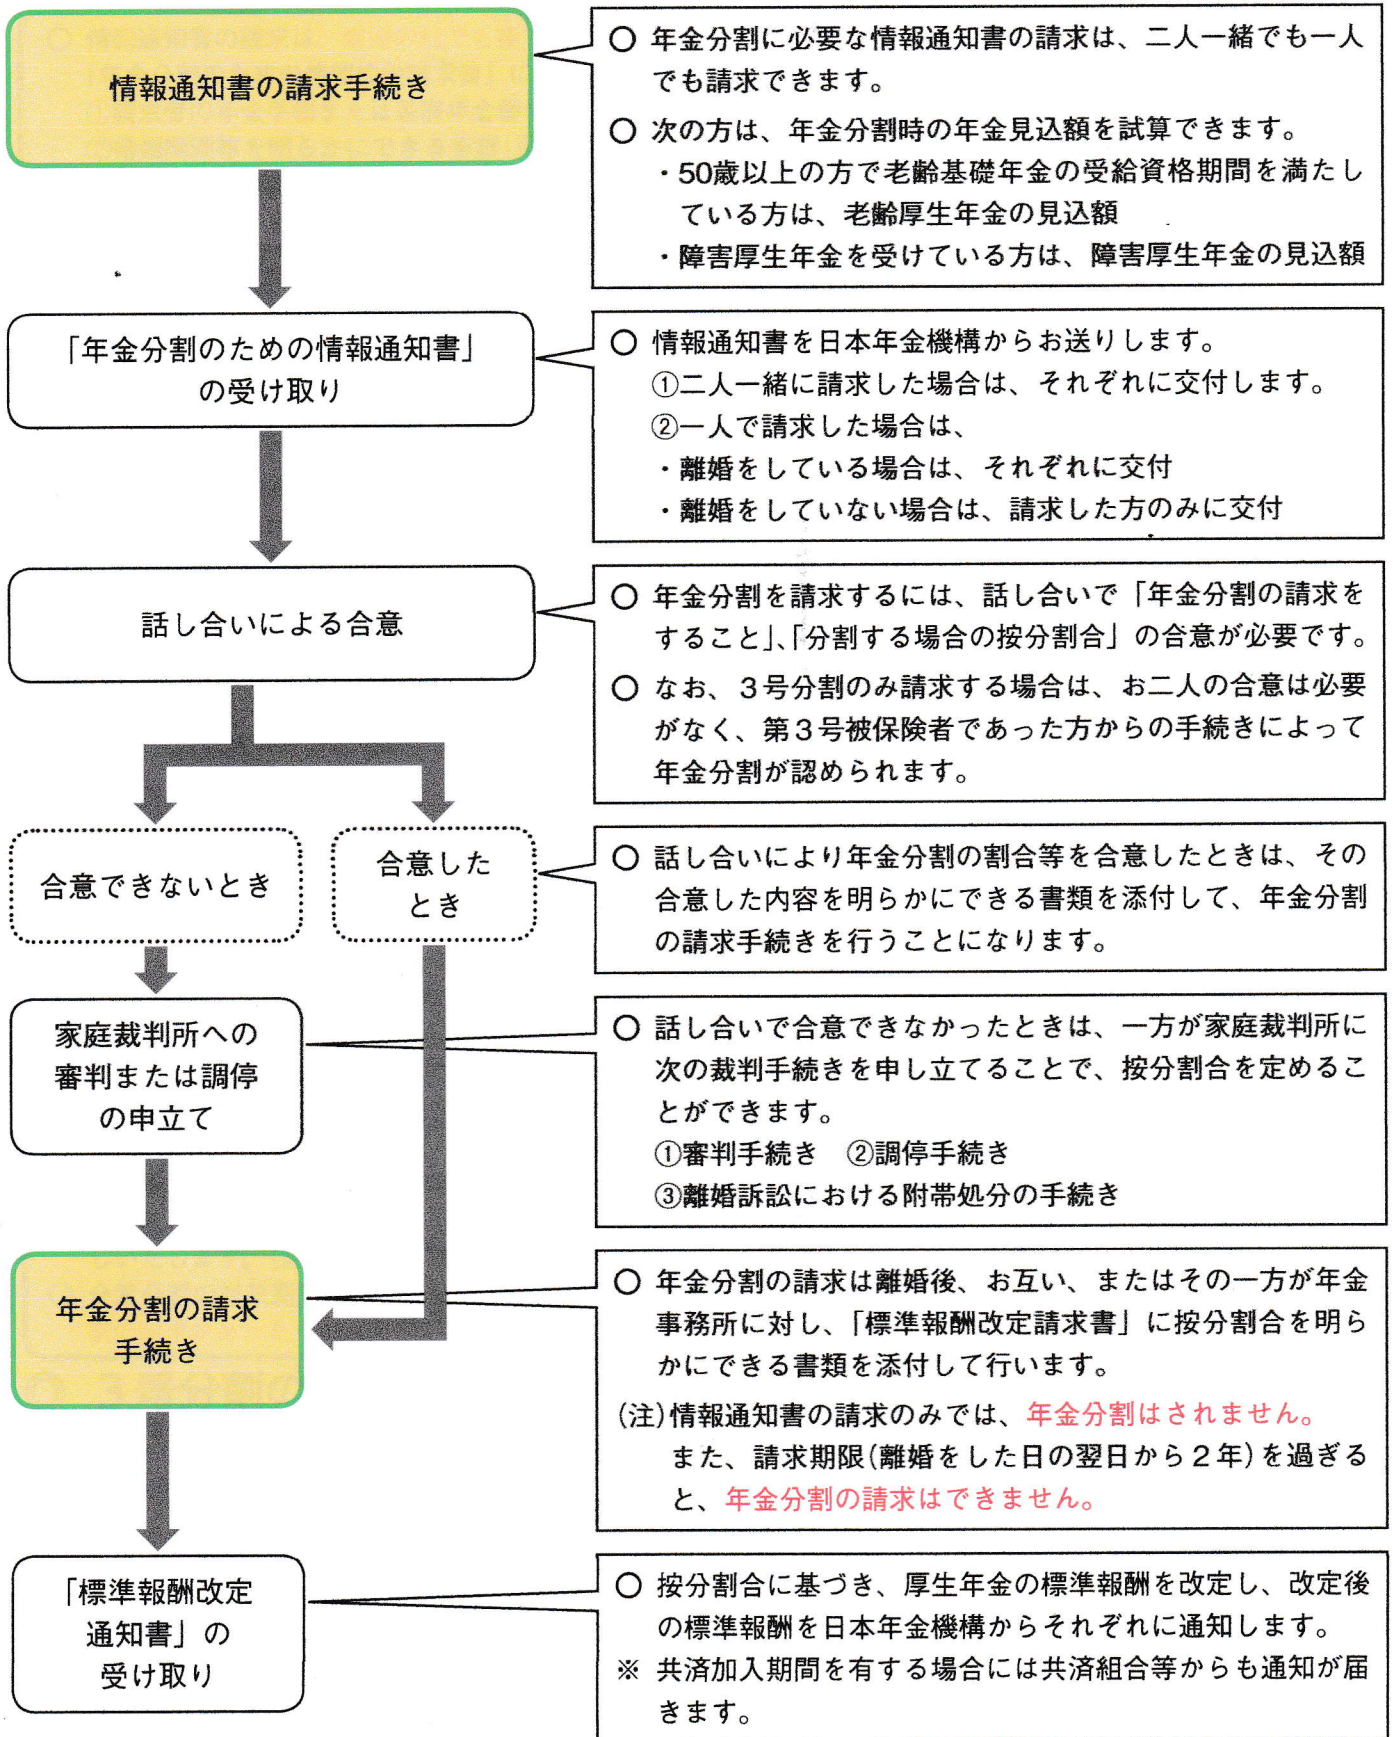 情報通知書の請求手続き
○ 年金分割に必要な情報通知書の請求は、二人一緒でも一人
でも請求できます。
○ 次の方は、年金分割時の年金見込額を試算できます。
・50歳以上の方で老齢基礎年金の受給資格期間を満たし
ている方は、老齢厚生年金の見込額
・障害厚生年金を受けている方は、障害厚生年金の見込額
「年金分割のための情報通知書」
の受け取り
○ 情報通知書を日本年金機構からお送りします。
①二人一緒に請求した場合は、それぞれに交付します。
②一人で請求した場合は、
・離婚をしている場合は、それぞれに交付
・離婚をしていない場合は、請求した方のみに交付
話し合いによる合意
○ 年金分割を請求するには、話し合いで「年金分割の請求を
すること」、「分割する場合の按分割合」の合意が必要です。
○ なお、3号分割のみ請求する場合は、お二人の合意は必要
がなく、第3号被保険者であった方からの手続きによって
年金分割が認められます。
合意できないとき
合意した
とき
○ 話し合いにより年金分割の割合等を合意したときは、その
合意した内容を明らかにできる書類を添付して、年金分割
の請求手続きを行うことになります。
家庭裁判所への
審判または調停
の申立て
○ 話し合いで合意できなかったときは、一方が家庭裁判所に
次の裁判手続きを申し立てることで、按分割合を定めるこ
とができます。
①審判手続き ②調停手続き
③離婚訴訟における附帯処分の手続き
年金分割の請求
手続き
○ 年金分割の請求は離婚後、お互い、またはその一方が年金
事務所に対し、「標準報酬改定請求書」に按分割合を明ら
かにできる書類を添付して行います。
(注)情報通知書の請求のみでは、年金分割はされません。
また、請求期限(離婚をした日の翌日から2年)を過ぎる
と、年金分割の請求はできません。
「標準報酬改定
通知書」の
受け取り
○ 按分割合に基づき、厚生年金の標準報酬を改定し、改定後
の標準報酬を日本年金機構からそれぞれに通知します。
※ 共済加入期間を有する場合には共済組合等からも通知が届
きます。